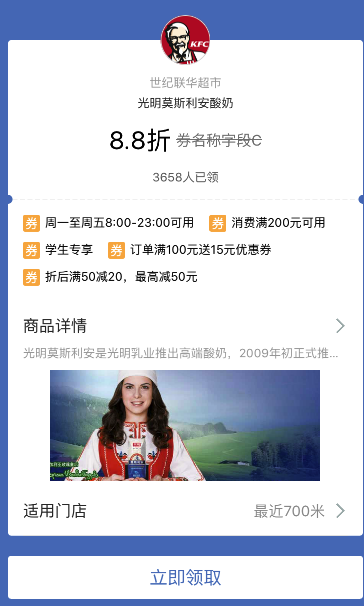 KFC
世纪联华超市
光明莫斯利安酸奶
8.8折 券名称字段C
3658人已领
券 周一至周五8:00-23:00可用 券 消费满200元可用
券 学生专享 券 订单满100元送15元优惠券
券 折后满50减20，最高减50元
商品详情
光明莫斯利安是光明乳业推出高端酸奶，2009年初正式推...
适用门店 最近700米
立即领取